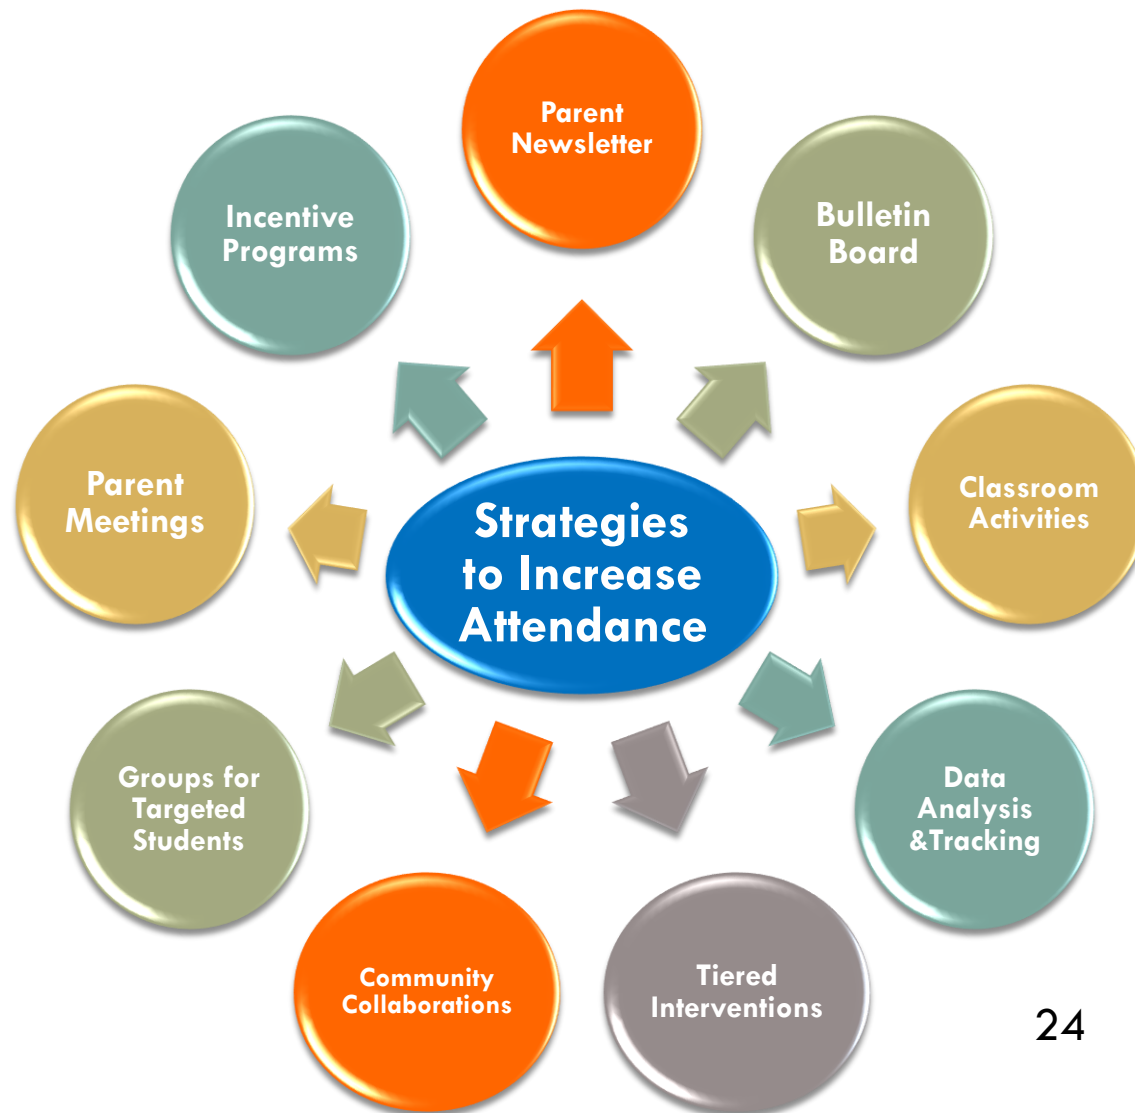 Parent
Newsletter
Bulletin
Board
Classroom
Activities
Data
Analysis
&Tracking
Tiered
Interventions
Community
Collaborations
Groups for
Targeted
Students
Parent
Meetings
Incentive
Programs
Strategies
to Increase
Attendance
24